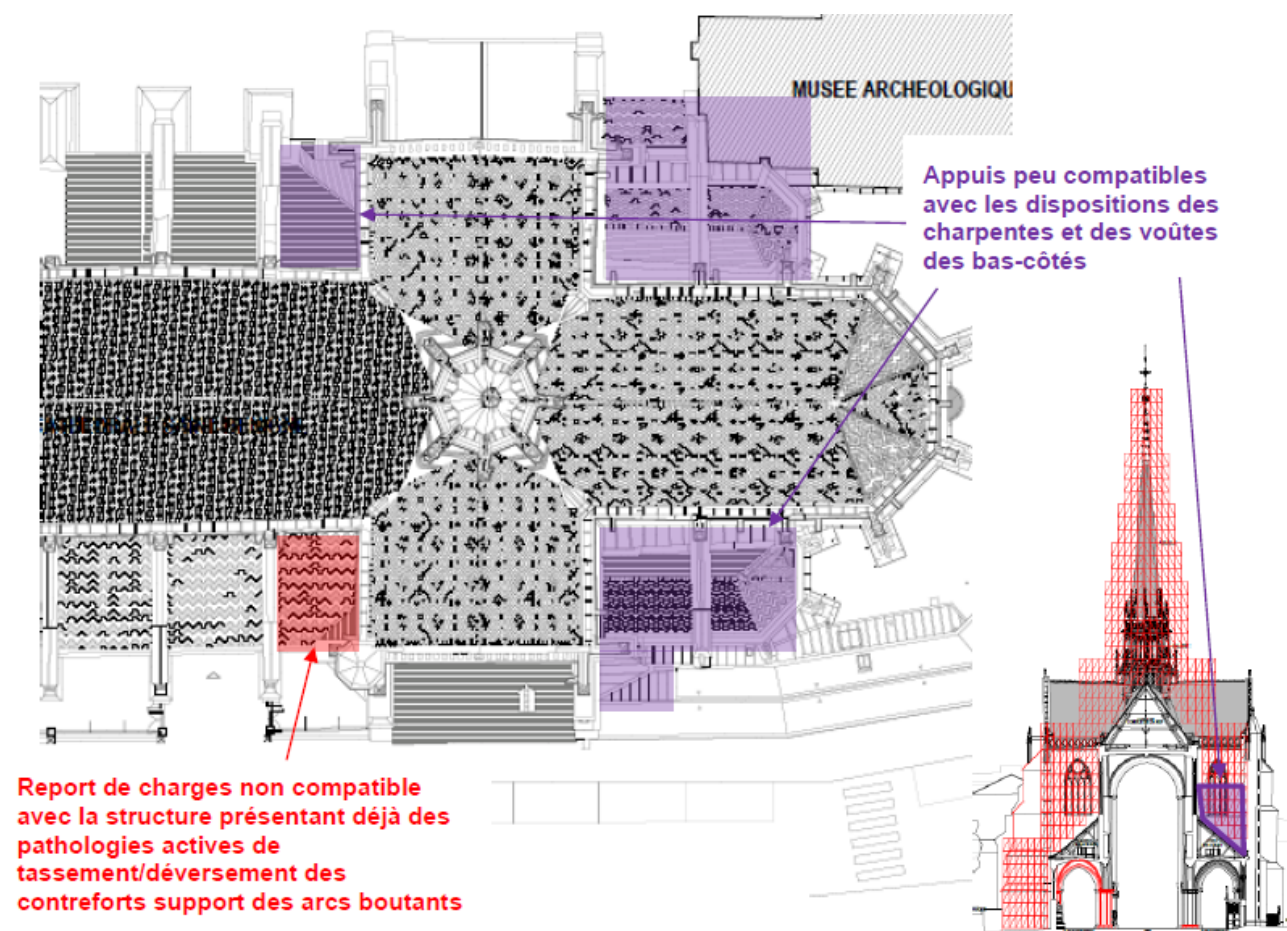 MUSEE ARCHEOLOGIQU
Appuis peu compatibles
avec les dispositions des
charpentes et des voûtes
des bas-côtés
Report de charges non compatible
avec la structure présentant déjà des
pathologies actives de
tassement/déversement des
contreforts support des arcs boutants